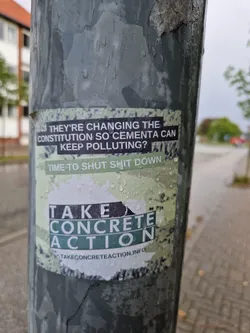 THEY'RE CHANGING THE
CONSTITUTION SO CEMENTA CAN
KEEP POLLUTING?
TIME TO SHUT SHIT DOWN
TAKE
CONCRETE
ACTION
TAKECONCRETEACTION.INFO